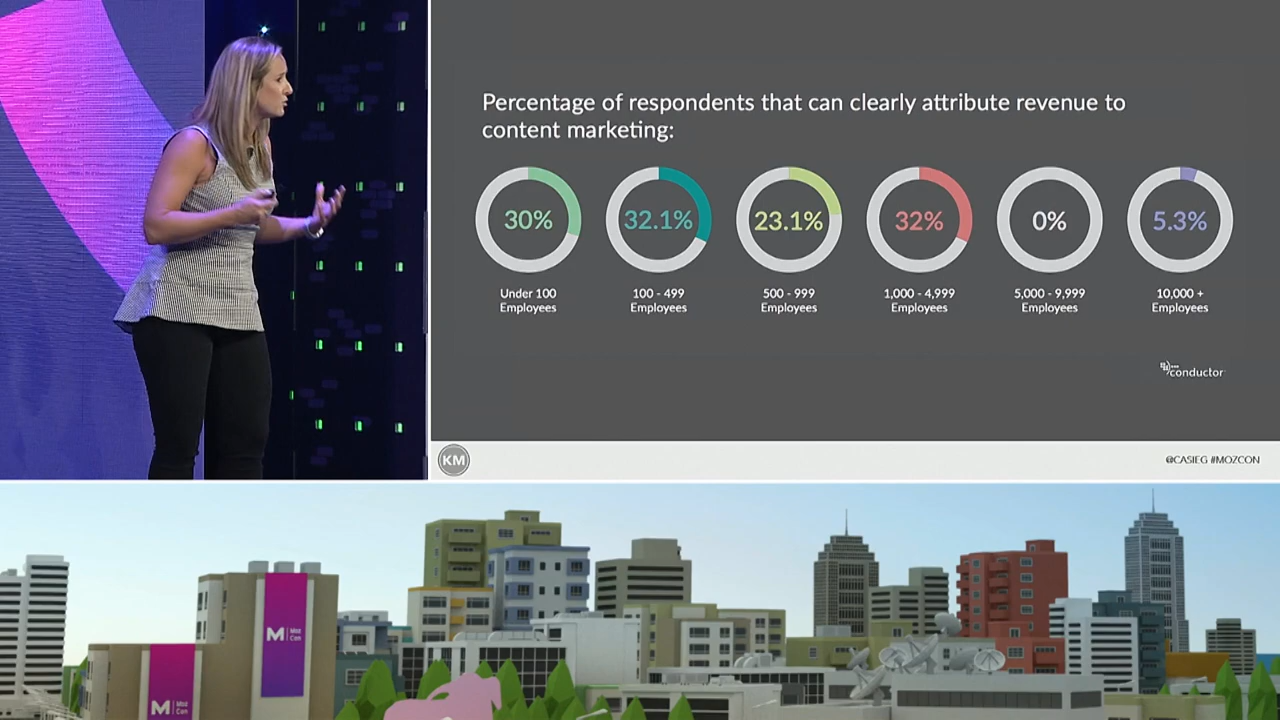 Percentage of respondents that can clearly attribute revenue to
content marketing:
30%
32.1%
23.1%
32%
0%
5.3%
Under 100
Employees
100 - 499
Employees
500 - 999
Employees
1,000 - 4,999
Employees
5,000 - 9,999
Employees
10,000 +
Employees
conductor
KM
@CASIEG #MOZCON
M Moz
Con
M Moz
Con